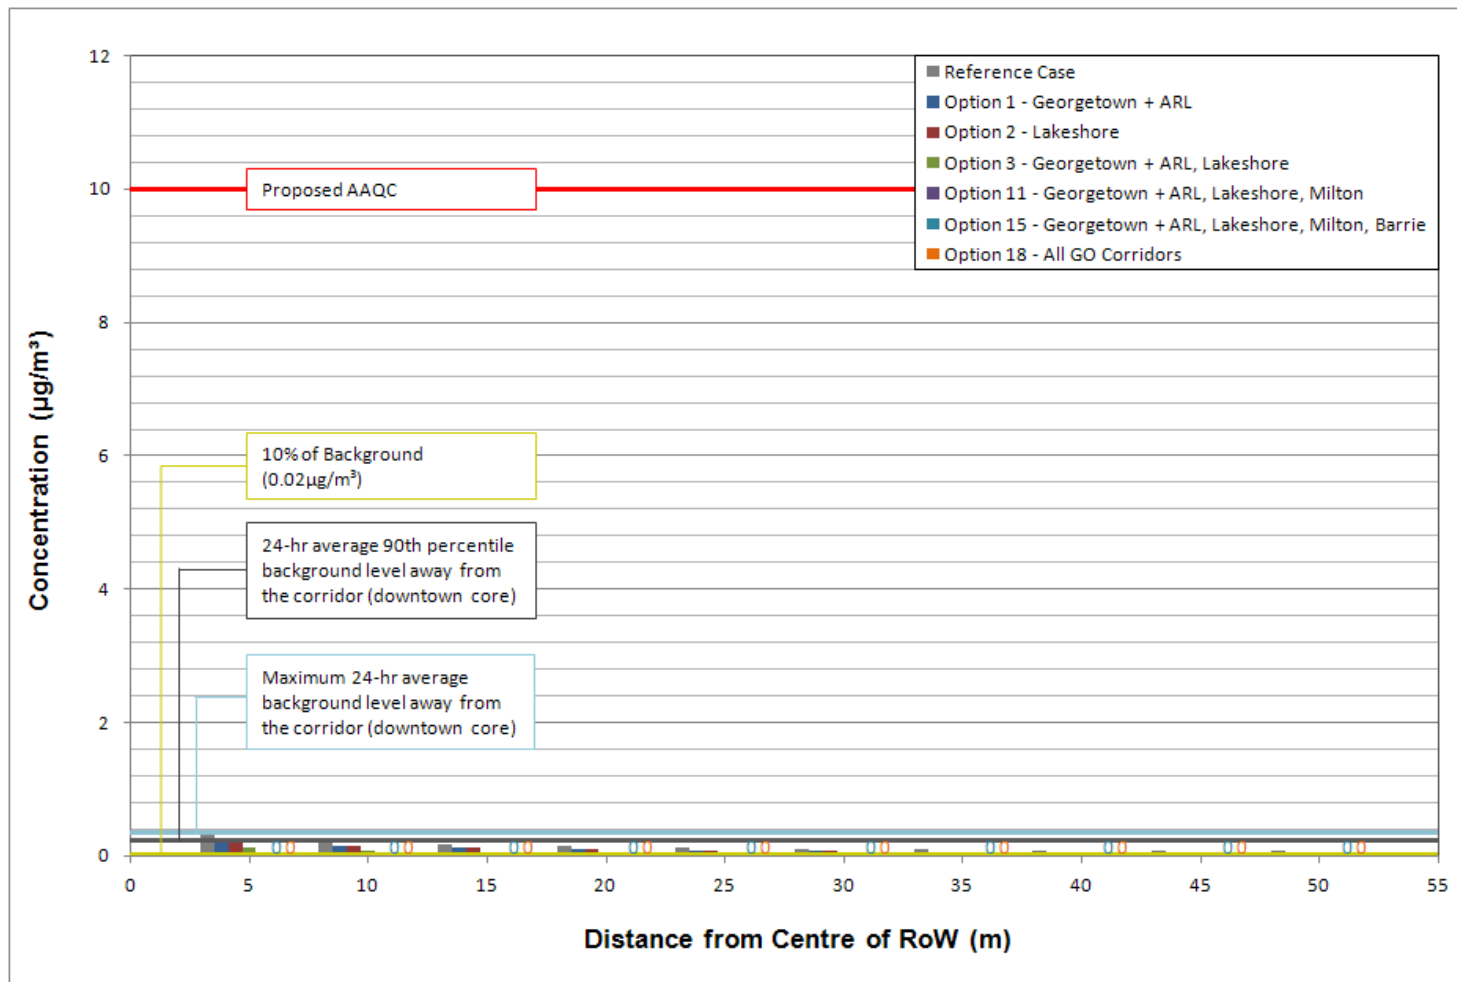 12
10
8
6
4
2
0
Concentration (µg/m³)
Reference Case
Option 1 - Georgetown + ARL
Option 2 - Lakeshore
Option 3 - Georgetown + ARL, Lakeshore
Option 11 - Georgetown + ARL, Lakeshore, Milton
Option 15 - Georgetown + ARL, Lakeshore, Milton, Barrie
Option 18 - All GO Corridors
Proposed AAQC
10% of Background
(0.02µg/m³)
24-hr average 90th percentile
background level away from
the corridor (downtown core)
Maximum 24-hr average
background level away from
the corridor (downtown core)
0 0 0 0 0 0 0 0 0 0 0 0 0 0 0 0 0 0 0 0
0 5 10 15 20 25 30 35 40 45 50 55
Distance from Centre of RoW (m)